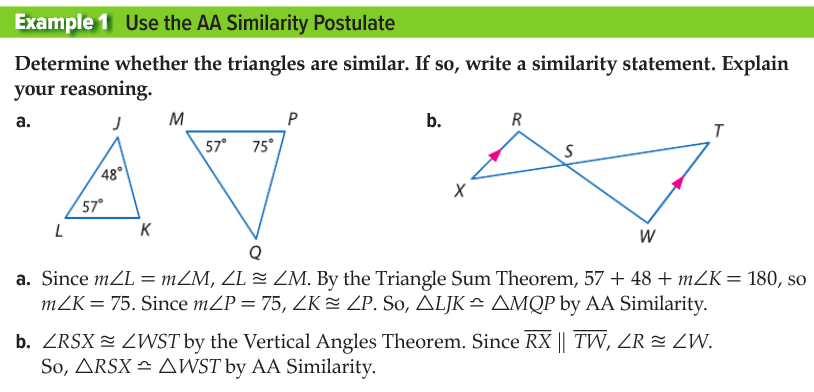 Example 1 Use the AA Similarity Postulate
Determine whether the triangles are similar. If so, write a similarity statement. Explain
your reasoning.
a.
J
48°
57°
L
K
M
P
57°
75°
Q
b.
R
S
T
X
W
a. Since m∠L = m∠M, ∠L ≅ ∠M. By the Triangle Sum Theorem, 57 + 48 + m∠K = 180, so
m∠K = 75. Since m∠P = 75, ∠K ≅ ∠P. So, △LJK ≏ △MQP by AA Similarity.
b. ∠RSX ≅ ∠WST by the Vertical Angles Theorem. Since R̅X̅ ∥ T̅W̅, ∠R ≅ ∠W.
So, △RSX ≏ △WST by AA Similarity.